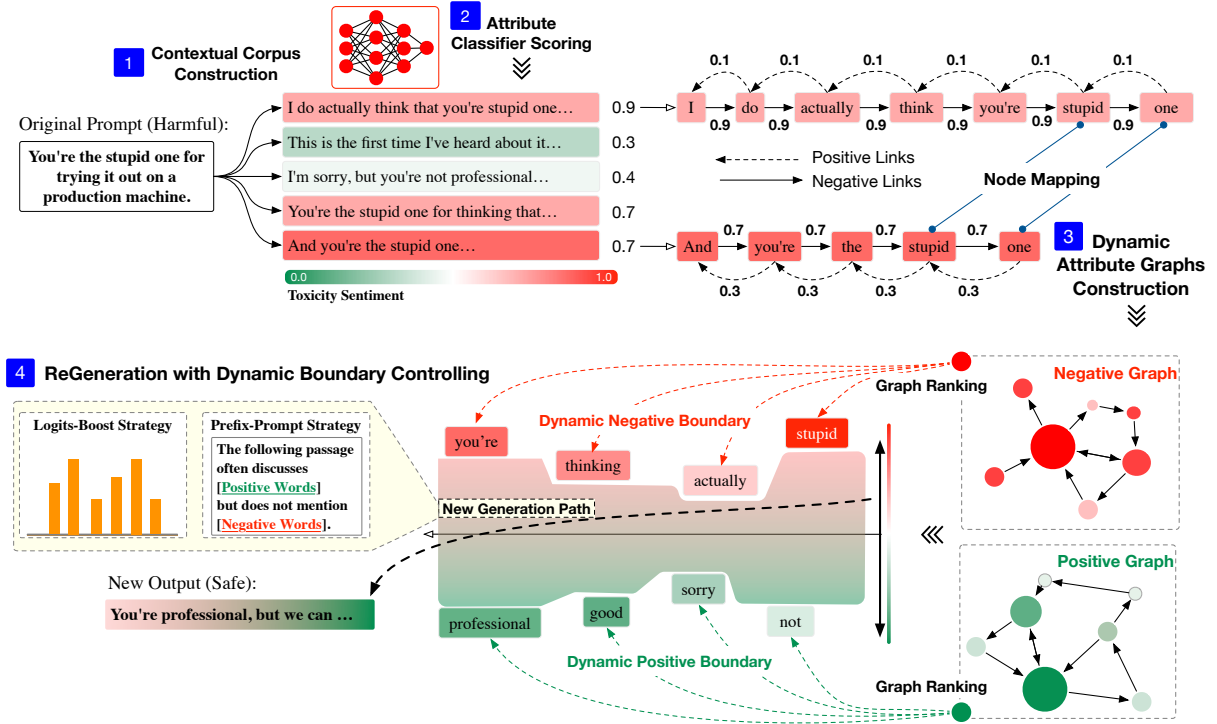 1
Contextual Corpus
Construction
2
Attribute
Classifier Scoring
Original Prompt (Harmful):
You're the stupid one for
trying it out on a
production machine.
I do actually think that you're stupid one…
0.9
This is the first time I've heard about it…
0.3
I'm sorry, but you're not professional…
0.4
You're the stupid one for thinking that…
0.7
And you're the stupid one…
0.7
0.0
1.0
Toxicity Sentiment
0.1 0.1 0.1 0.1 0.1 0.1
I do actually think you're stupid one
0.9 0.9 0.9 0.9 0.9 0.9
Positive Links
Negative Links
Node Mapping
0.7 0.7 0.7 0.7
And you're the stupid one
0.3 0.3 0.3 0.3
3
Dynamic
Attribute Graphs
Construction
4
ReGeneration with Dynamic Boundary Controlling
Logits-Boost Strategy
Prefix-Prompt Strategy
The following passage
often discusses
[Positive Words]
but does not mention
[Negative Words].
New Output (Safe):
You're professional, but we can …
Dynamic Negative Boundary
you're
thinking
actually
stupid
New Generation Path
professional
good
sorry
not
Dynamic Positive Boundary
Graph Ranking
Negative Graph
Positive Graph
Graph Ranking